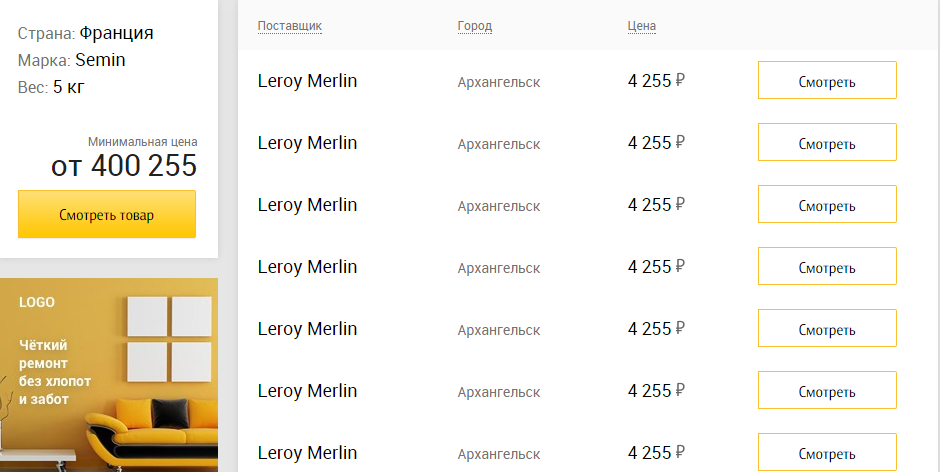 Страна: Франция
Марка: Semin
Вес: 5 кг
Минимальная цена
от 400 255
Смотреть товар
LOGO
Чёткий
ремонт
без хлопот
и забот
Поставщик Город Цена
Leroy Merlin Архангельск 4 255 ₽ Смотреть
Leroy Merlin Архангельск 4 255 ₽ Смотреть
Leroy Merlin Архангельск 4 255 ₽ Смотреть
Leroy Merlin Архангельск 4 255 ₽ Смотреть
Leroy Merlin Архангельск 4 255 ₽ Смотреть
Leroy Merlin Архангельск 4 255 ₽ Смотреть
Leroy Merlin Архангельск 4 255 ₽ Смотреть